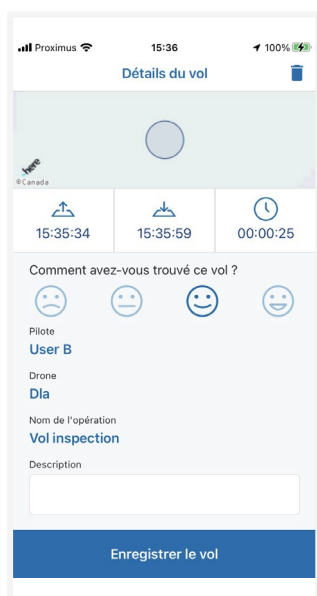 Proximus 15:36 100%
Détails du vol
here
©Canada
15:35:34 15:35:59 00:00:25
Comment avez-vous trouvé ce vol ?
Pilote
User B
Drone
Dla
Nom de l'opération
Vol inspection
Description
Enregistrer le vol